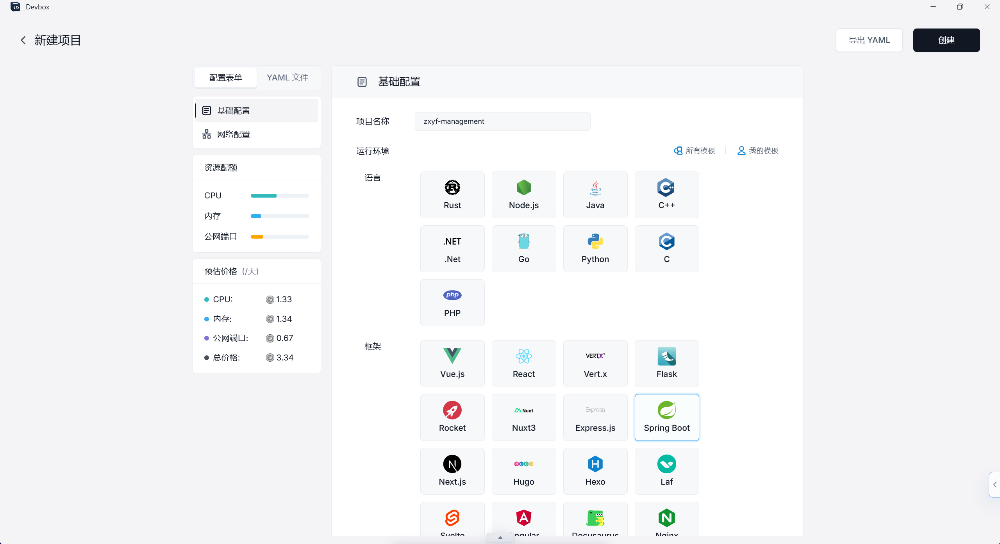 Devbox
新建项目
导出 YAML
创建
配置表单
YAML 文件
基础配置
网络配置
资源配额
CPU
内存
公网端口
预估价格 (/天)
CPU: 1.33
内存: 1.34
公网端口: 0.67
总价格: 3.34
基础配置
项目名称
zxyf-management
运行环境
所有模板
我的模板
语言
Rust
Node.js
Java
C++
.NET
.Net
Go
Python
C
php
PHP
框架
Vue.js
React
VERT.X
Vert.x
Flask
Rocket
Nuxt
Nuxt3
Express
Express.js
Spring Boot
Next.js
HUGO
Hugo
Hexo
Laf
Svelte
Angular
Docusaurus
Nginx